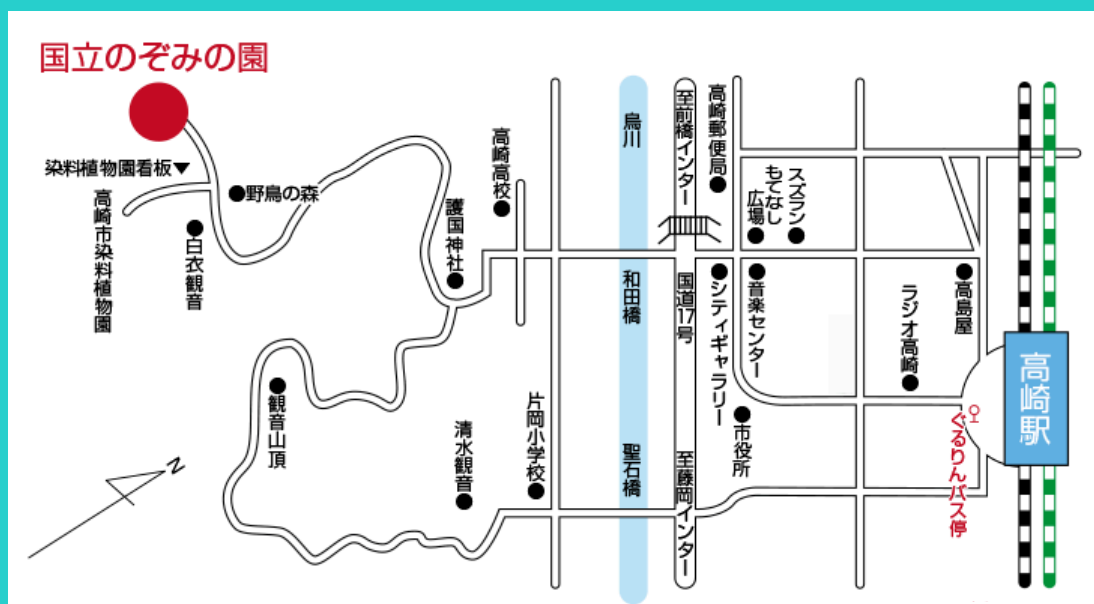 国立のぞみの園
染料植物園看板▼
高崎市染料植物園
野鳥の森
白衣観音
護国神社
高崎高校
烏川
至前橋インター
高崎郵便局
もてなし広場
スズラン
和田橋
国道17号
シティギャラリー
音楽センター
ラジオ高崎
高島屋
高崎駅
ぐるりんバス停
市役所
観音山頂
清水観音
片岡小学校
聖石橋
至藤岡インター
N